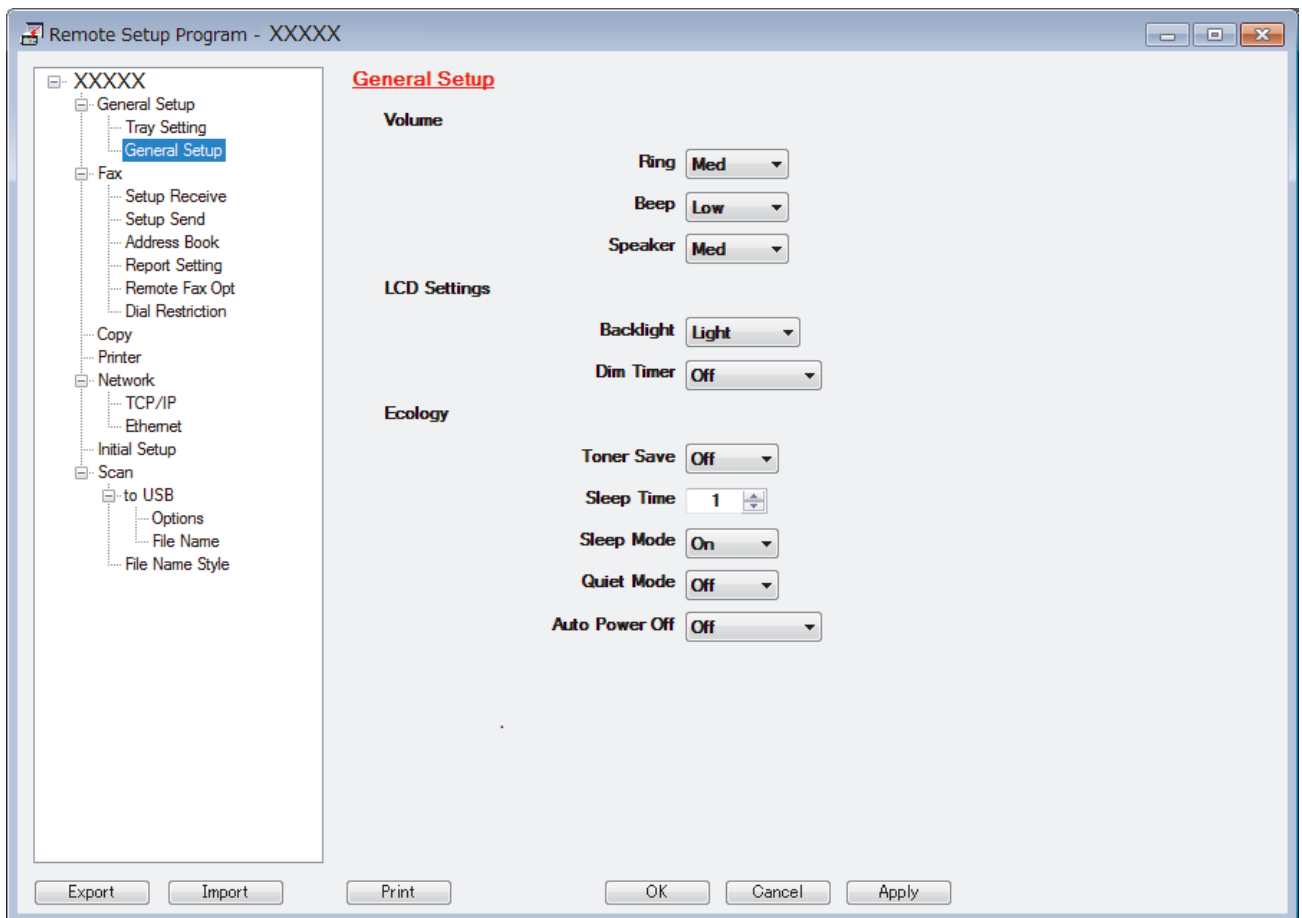 Remote Setup Program - XXXXX
XXXXX
General Setup
Tray Setting
General Setup
Fax
Setup Receive
Setup Send
Address Book
Report Setting
Remote Fax Opt
Dial Restriction
Copy
Printer
Network
TCP/IP
Ethernet
Initial Setup
Scan
to USB
Options
File Name
File Name Style
General Setup
Volume
Ring Med
Beep Low
Speaker Med
LCD Settings
Backlight Light
Dim Timer Off
Ecology
Toner Save Off
Sleep Time 1
Sleep Mode On
Quiet Mode Off
Auto Power Off Off
Export Import Print OK Cancel Apply